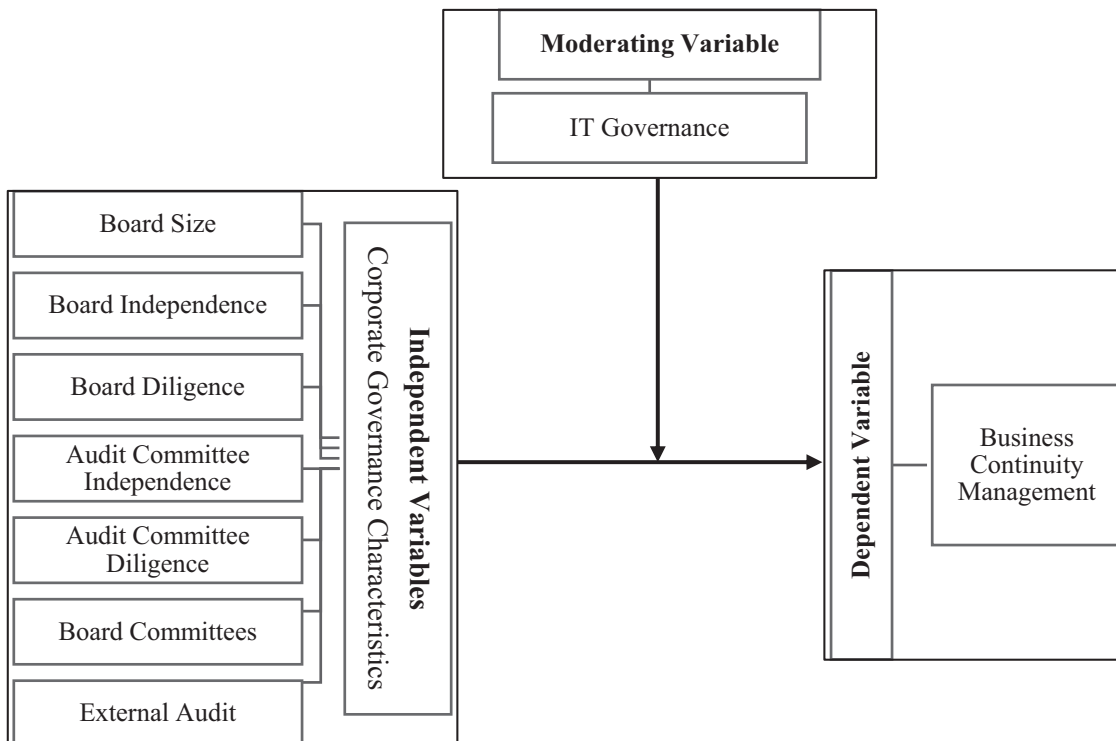 Moderating Variable
IT Governance
Board Size
Board Independence
Board Diligence
Audit Committee
Independence
Audit Committee
Diligence
Board Committees
External Audit
Independent Variables
Corporate Governance Characteristics
Dependent Variable
Business
Continuity
Management